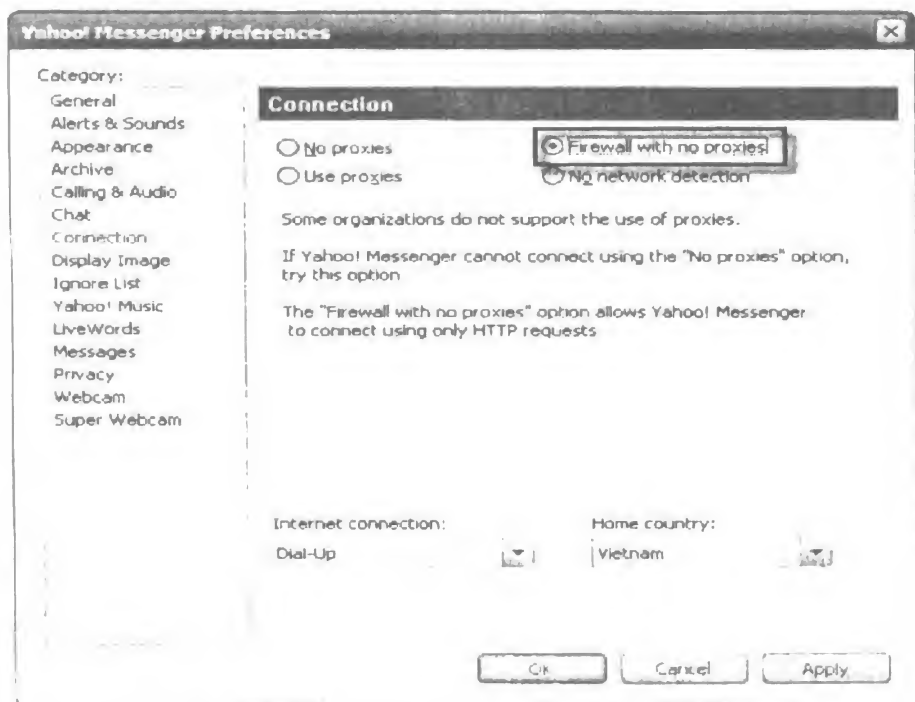 Yahoo! Messenger Preferences
Category:
General
Alerts & Sounds
Appearance
Archive
Calling & Audio
Chat
Connection
Display Image
Ignore List
Yahoo! Music
LiveWords
Messages
Privacy
Webcam
Super Webcam
Connection
No proxies
Firewall with no proxies
Use proxies
No network detection
Some organizations do not support the use of proxies.
If Yahoo! Messenger cannot connect using the "No proxies" option,
try this option
The "Firewall with no proxies" option allows Yahoo! Messenger
to connect using only HTTP requests
Internet connection:
Home country:
Dial-Up
Vietnam
OK
Cancel
Apply